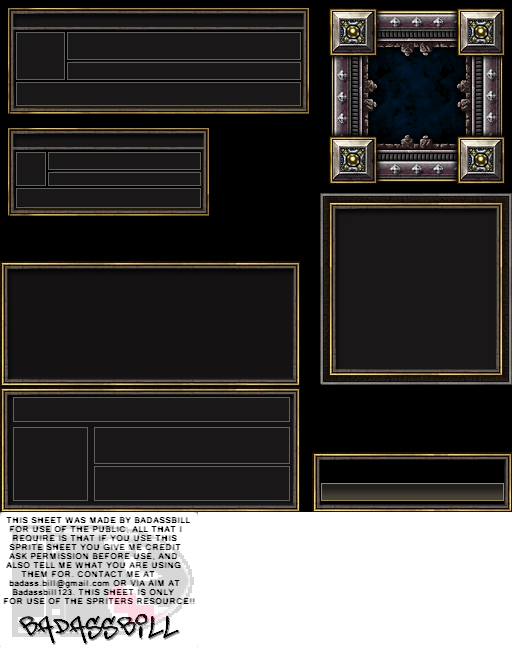 THIS SHEET WAS MADE BY BADASSBILL
FOR USE OF THE PUBLIC. ALL THAT I
REQUIRE IS THAT IF YOU USE THIS
SPRITE SHEET YOU GIVE ME CREDIT
ASK PERMISSION BEFORE USE, AND
ALSO TELL ME WHAT YOU ARE USING
THEM FOR. CONTACT ME AT
badass.bill@gmail.com OR VIA AIM AT
Badassbill123. THIS SHEET IS ONLY
FOR USE OF THE SPRITERS RESOURCE!!
BADASSBILL